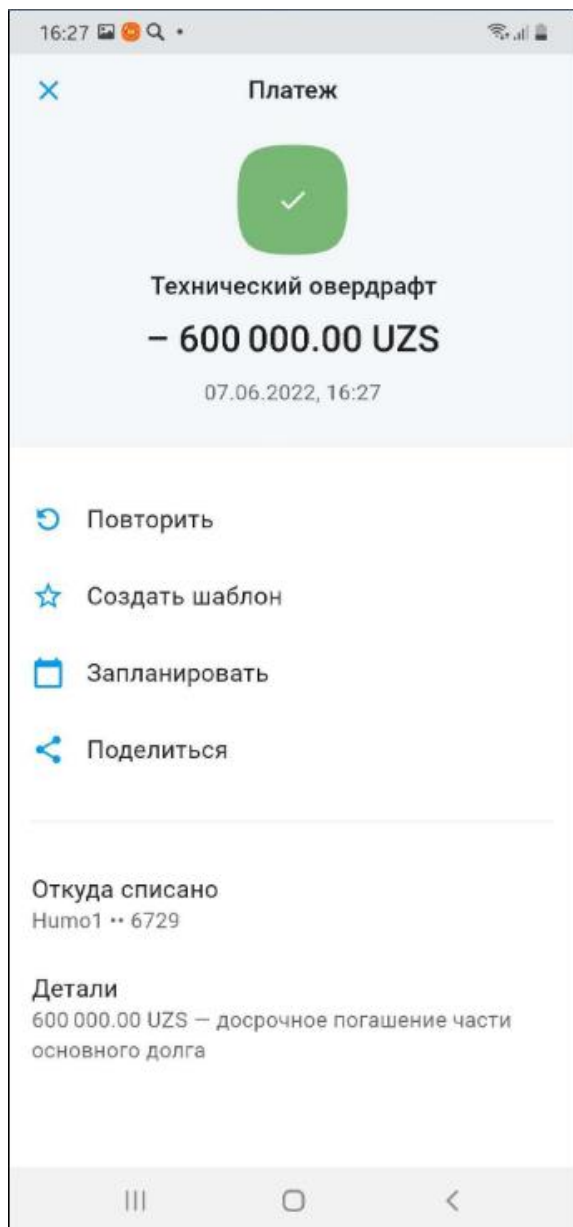 16:27
Платеж
Технический овердрафт
– 600 000.00 UZS
07.06.2022, 16:27
Повторить
Создать шаблон
Запланировать
Поделиться
Откуда списано
Humo1 •• 6729
Детали
600 000.00 UZS — досрочное погашение части
основного долга